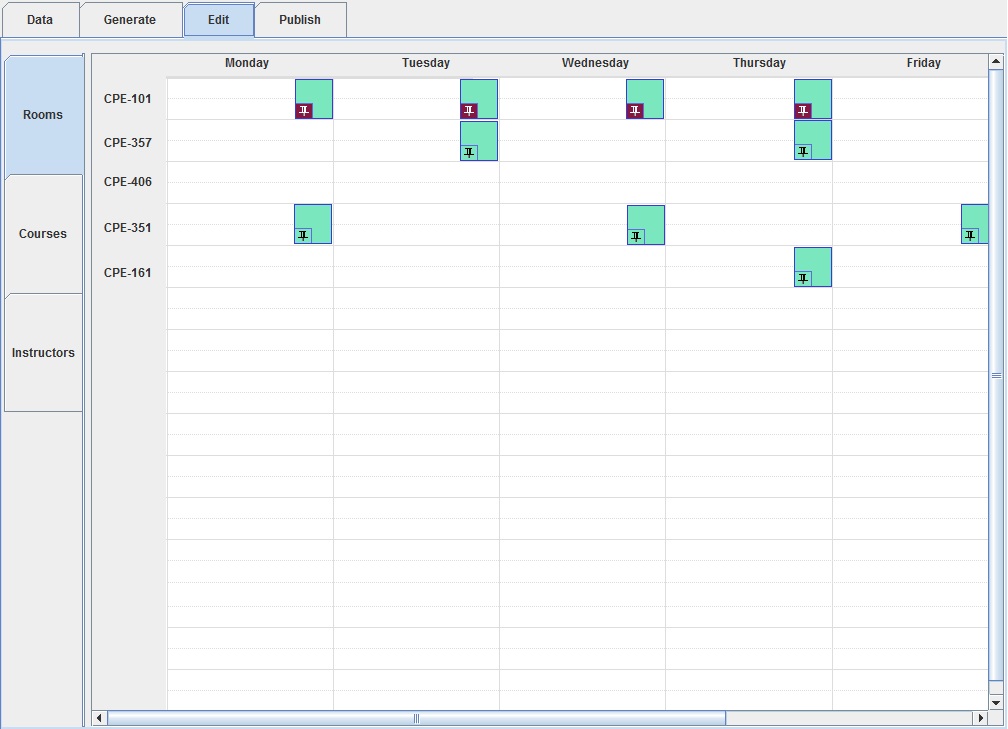 Data Generate Edit Publish
Monday Tuesday Wednesday Thursday Friday
Rooms
Courses
Instructors
CPE-101
CPE-357
CPE-406
CPE-351
CPE-161